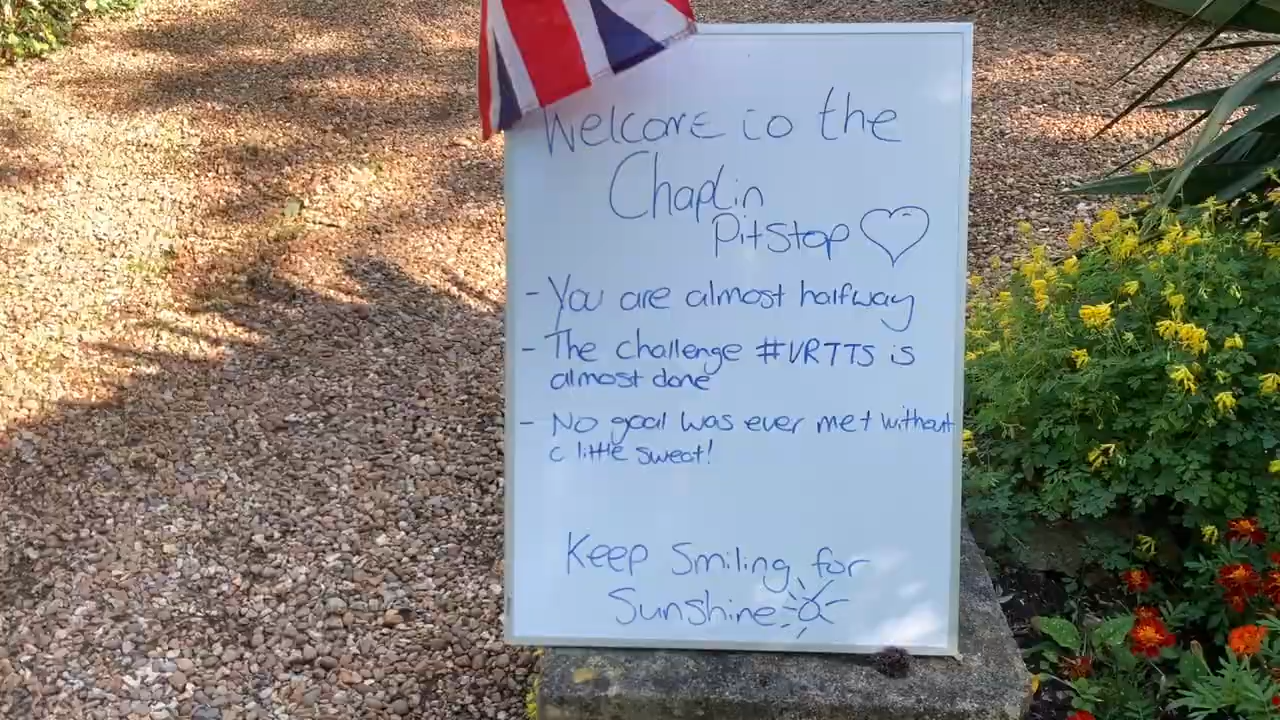 Welcome to the
Chaplin
Pitstop
- You are almost halfway
- The challenge #VRTTS is
almost done
- No goal was ever met without
a little sweat!
Keep Smiling for
Sunshine